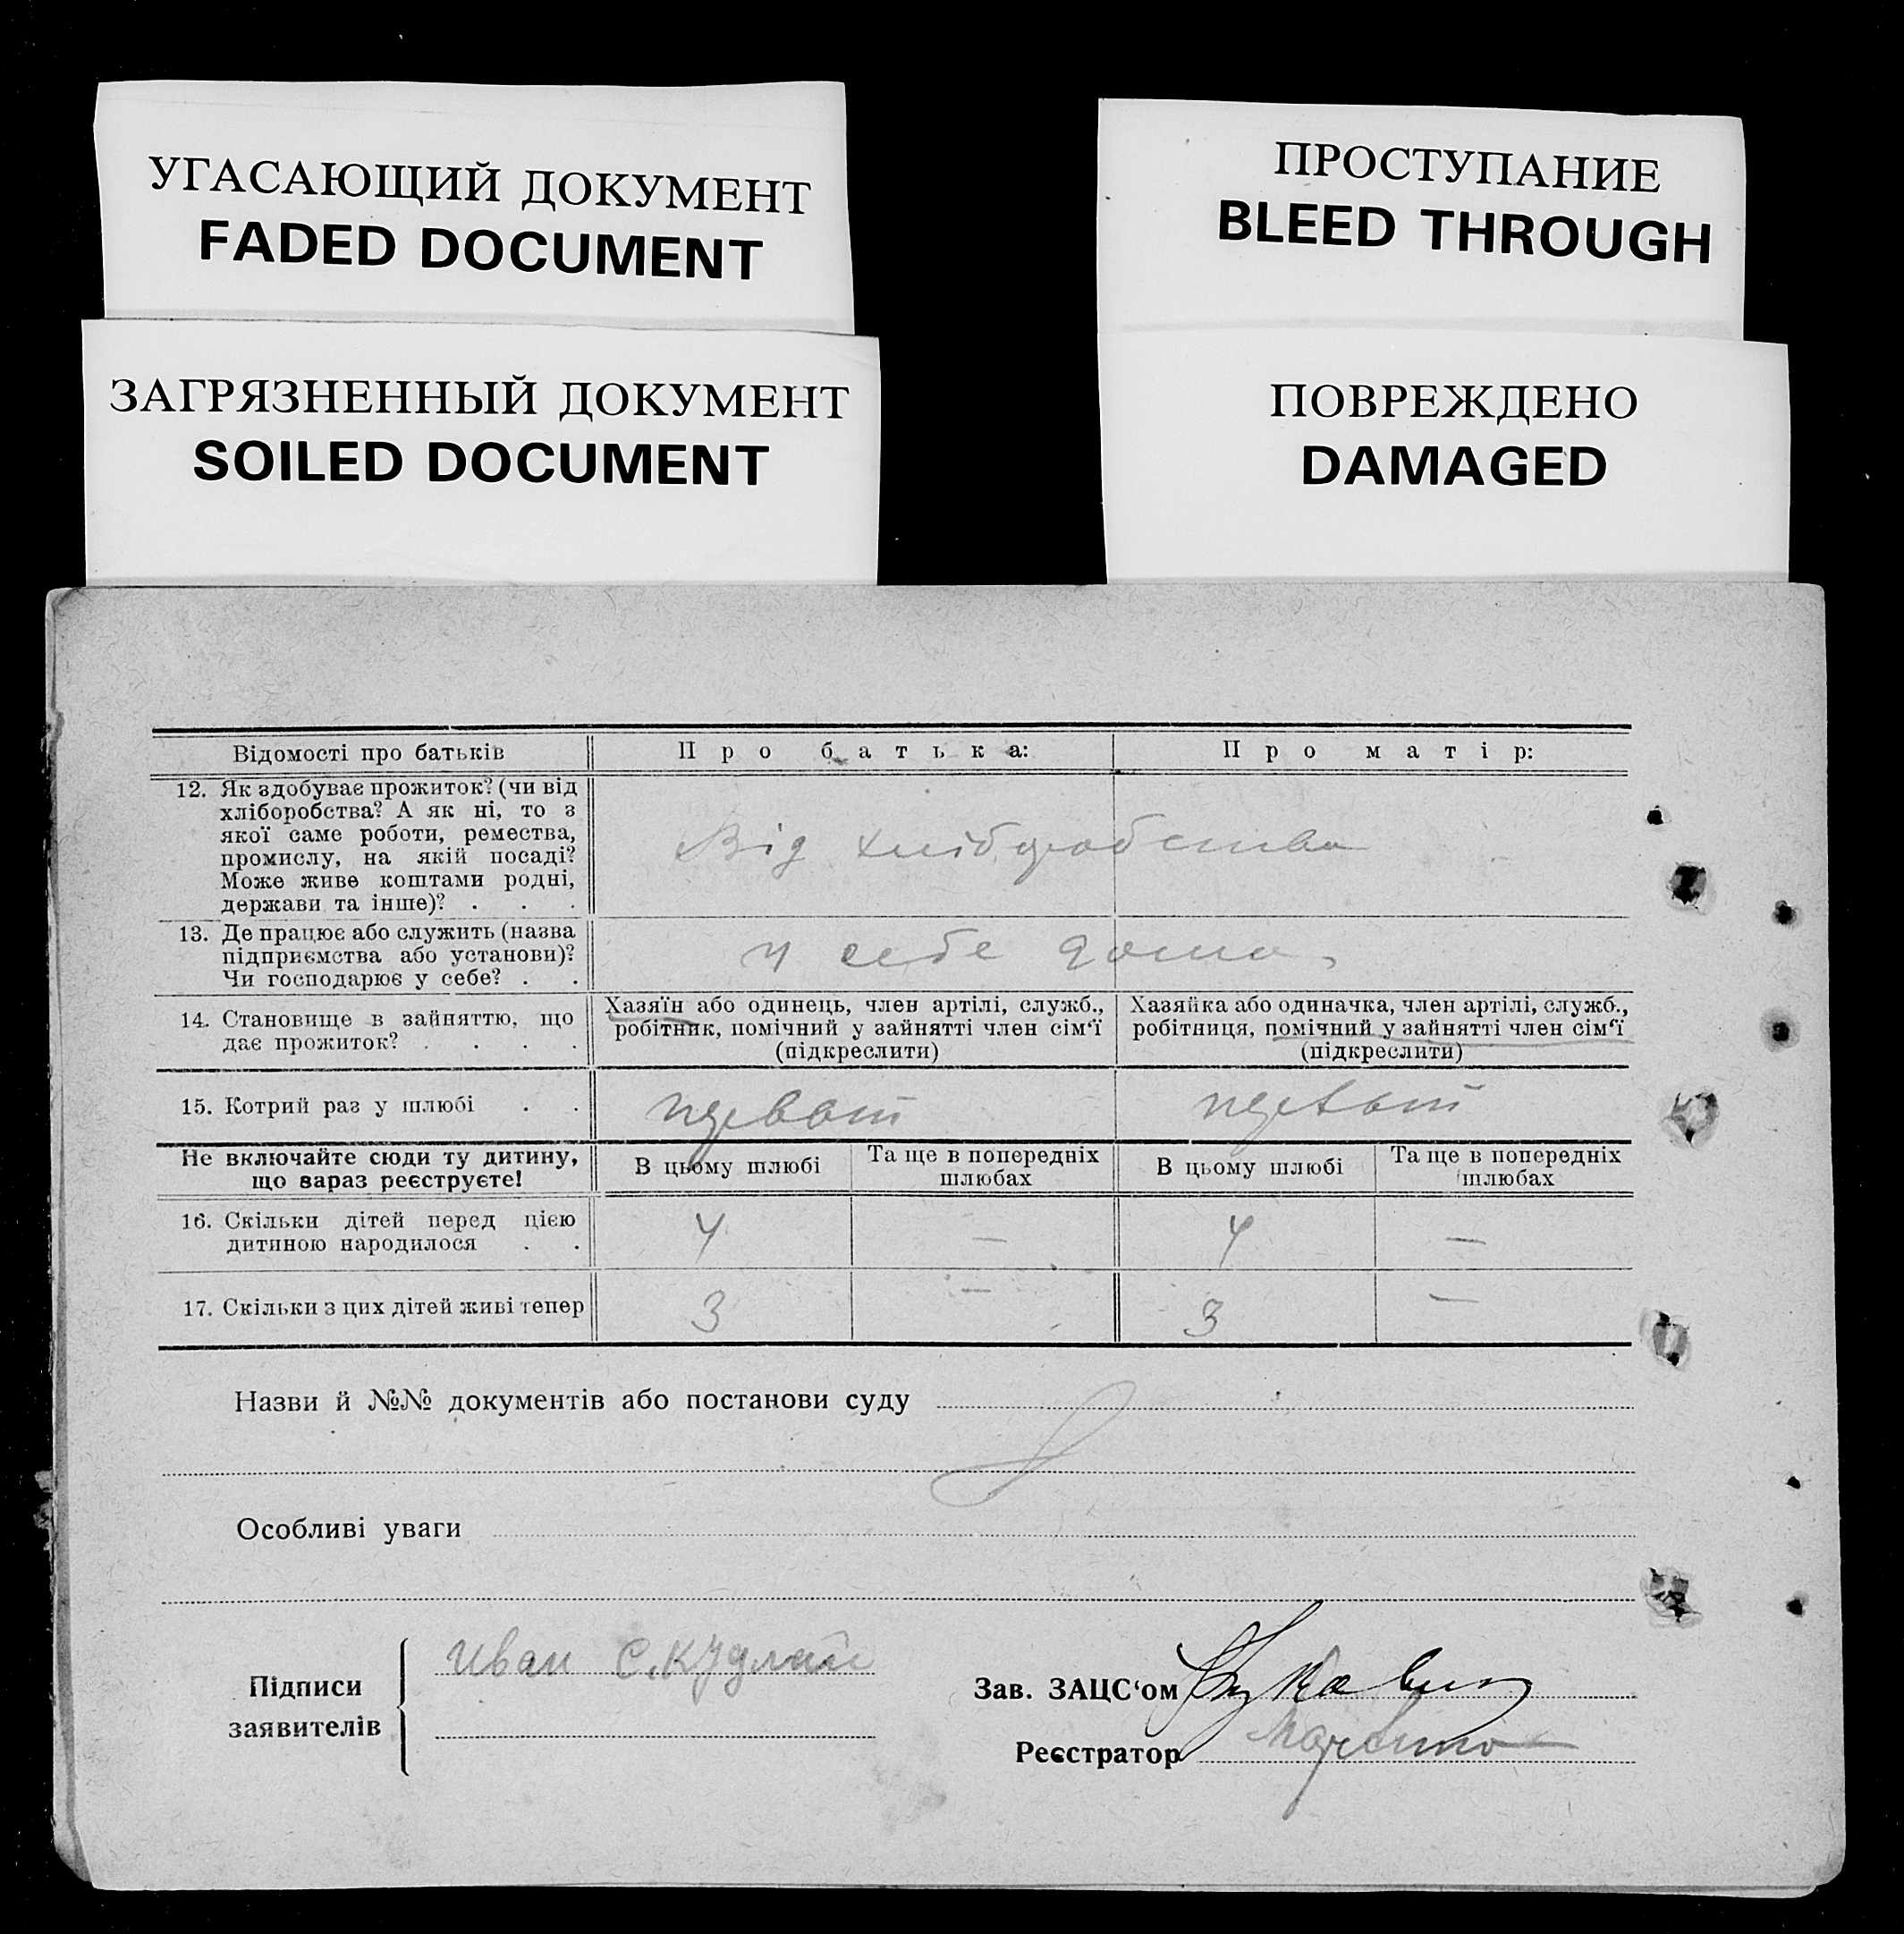 УГАСАЮЩИЙ ДОКУМЕНТ
FADED DOCUMENT
ПРОСТУПАНИЕ
BLEED THROUGH
ЗАГРЯЗНЕННЫЙ ДОКУМЕНТ
SOILED DOCUMENT
ПОВРЕЖДЕНО
DAMAGED
Відомості про батьків
Про батька:
Про матір:
12. Як здобуває прожиток? (чи від
хліборобства? А як ні, то з
якої саме роботи, ремества,
промислу, на якій посаді?
Може живе коштами родні,
держави та інше)? . . .
Від хліборобства
13. Де працює або служить (назва
підприємства або установи)?
Чи господарює у себе? . .
у себе дома,
14. Становище в зайняттю, що
дає прожиток? . . . .
Хазяїн або одинець, член артілі, служб.,
робітник, помічний у зайнятті член сім'ї
(підкреслити)
Хазяйка або одиначка, член артілі, служб.,
робітниця, помічний у зайнятті член сім'ї
(підкреслити)
15. Котрий раз у шлюбі . .
первый
первый
Не включайте сюди ту дитину,
що вараз реєструєте!
В цьому шлюбі
Та ще в попередніх
шлюбах
В цьому шлюбі
Та ще в попередніх
шлюбах
16. Скільки дітей перед цією
дитиною народилося . .
4
—
4
—
17. Скільки з цих дітей живі тепер
3
—
3
—
Назви й №№ документів або постанови суду
Особливі уваги
Підписи
заявителів
Иван С. Кудлай
Зав. ЗАЦС'ом
Реєстратор